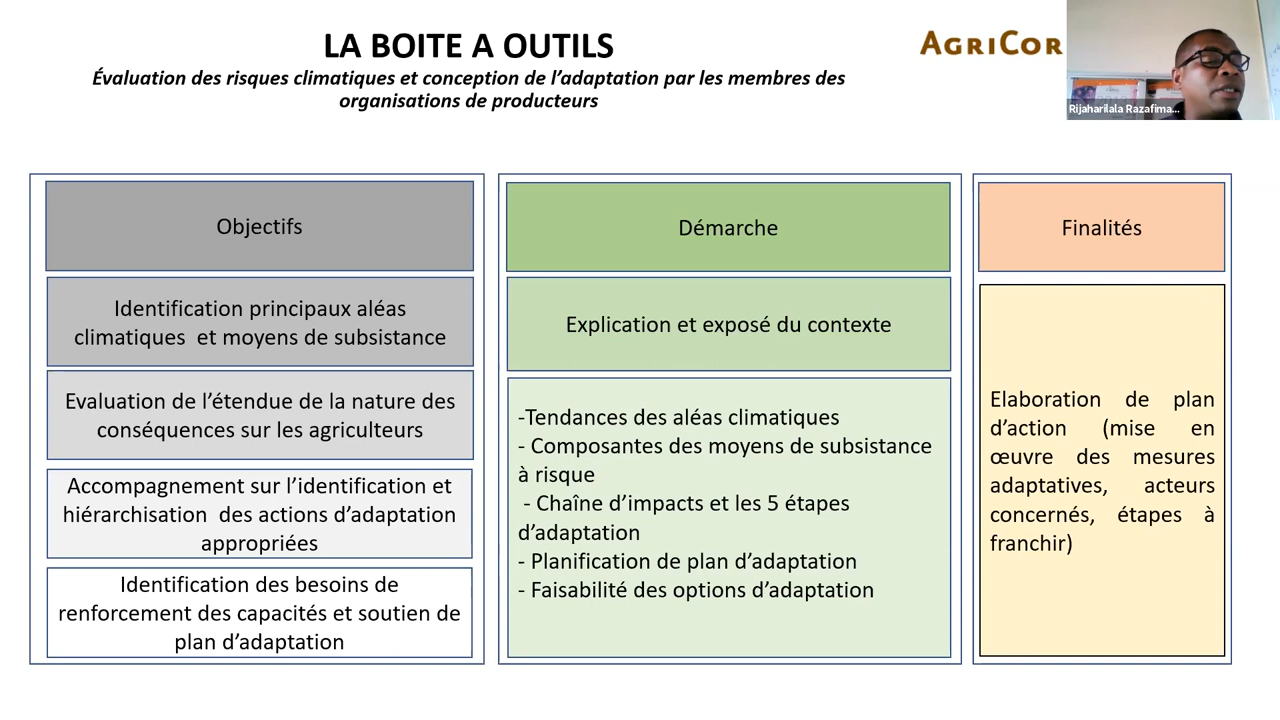 LA BOITE A OUTILS
Évaluation des risques climatiques et conception de l’adaptation par les membres des
organisations de producteurs
AGRICOR
Rijaharilala Razafima...
Objectifs
Identification principaux aléas
climatiques et moyens de subsistance
Evaluation de l’étendue de la nature des
conséquences sur les agriculteurs
Accompagnement sur l’identification et
hiérarchisation des actions d’adaptation
appropriées
Identification des besoins de
renforcement des capacités et soutien de
plan d’adaptation
Démarche
Explication et exposé du contexte
-Tendances des aléas climatiques
- Composantes des moyens de subsistance
à risque
- Chaîne d’impacts et les 5 étapes
d’adaptation
- Planification de plan d’adaptation
- Faisabilité des options d’adaptation
Finalités
Elaboration de plan
d’action (mise en
œuvre des mesures
adaptatives, acteurs
concernés, étapes à
franchir)